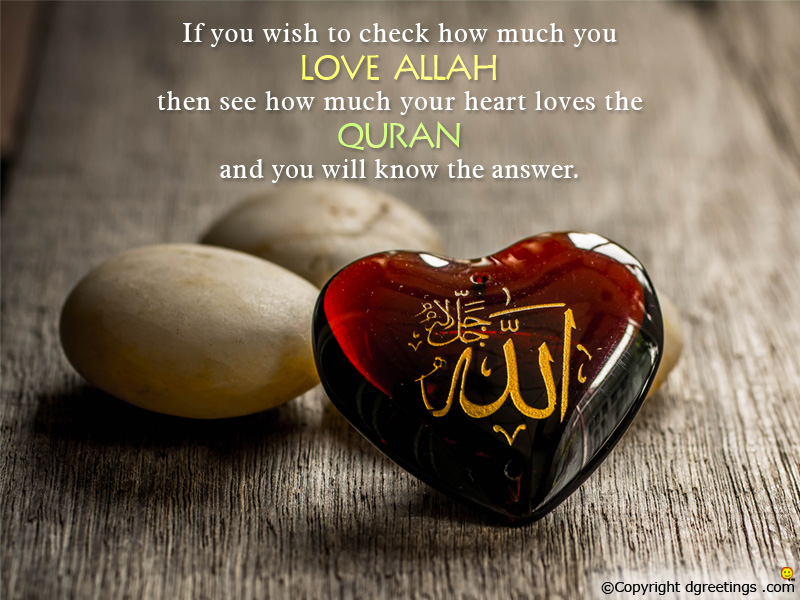 If you wish to check how much you
LOVE ALLAH
then see how much your heart loves the
QURAN
and you will know the answer.
الله
جل جلاله
©Copyright dgreetings .com